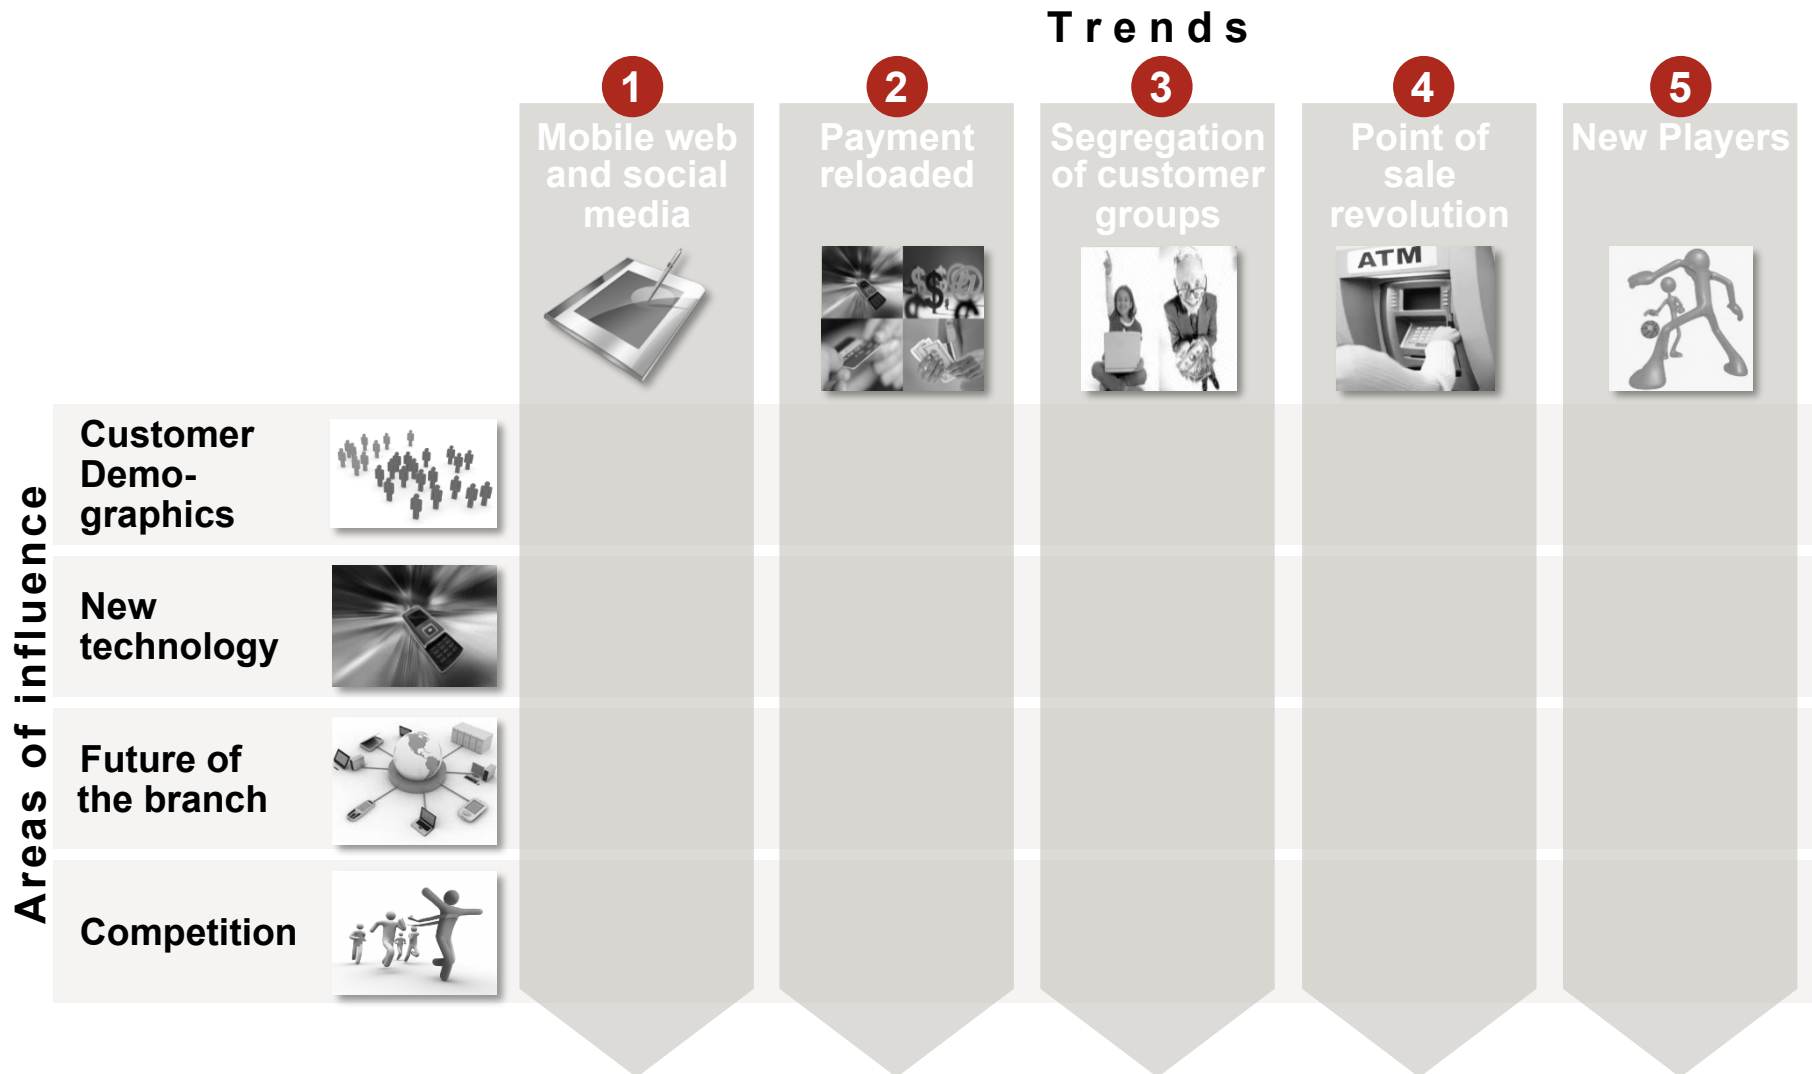 Trends
1
2
3
4
5
Mobile web
and social
media
Payment
reloaded
Segregation
of customer
groups
Point of
sale
revolution
New Players
ATM
Areas of influence
Customer
Demo-
graphics
New
technology
Future of
the branch
Competition